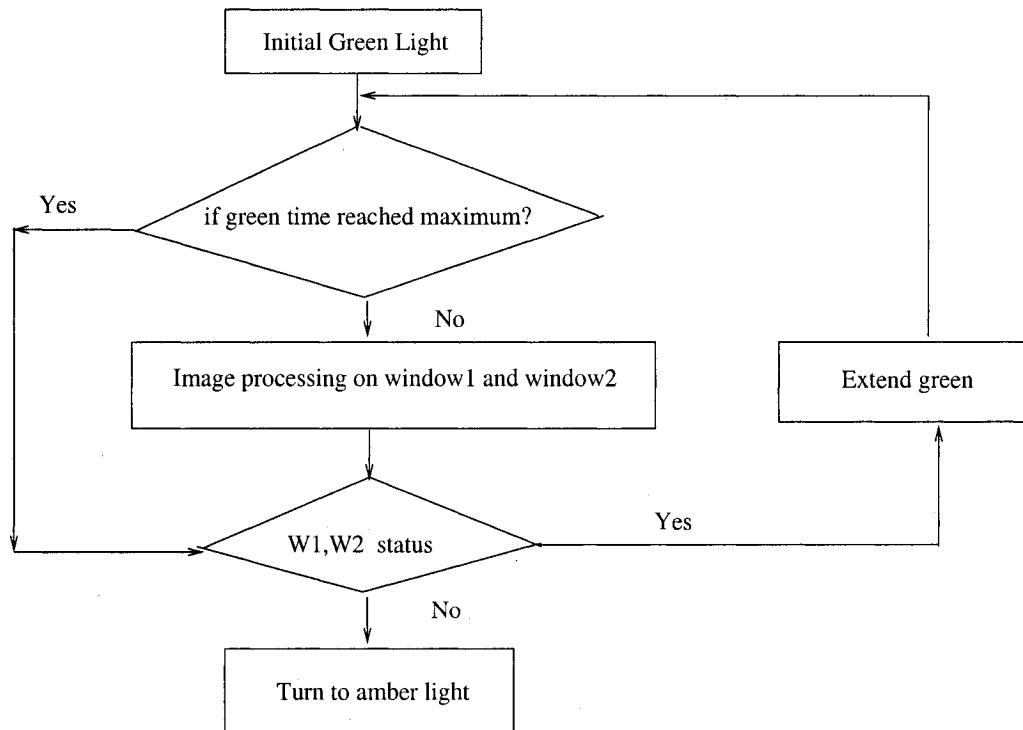 Initial Green Light
Yes
if green time reached maximum?
No
Image processing on window1 and window2
Extend green
W1,W2 status
Yes
No
Turn to amber light